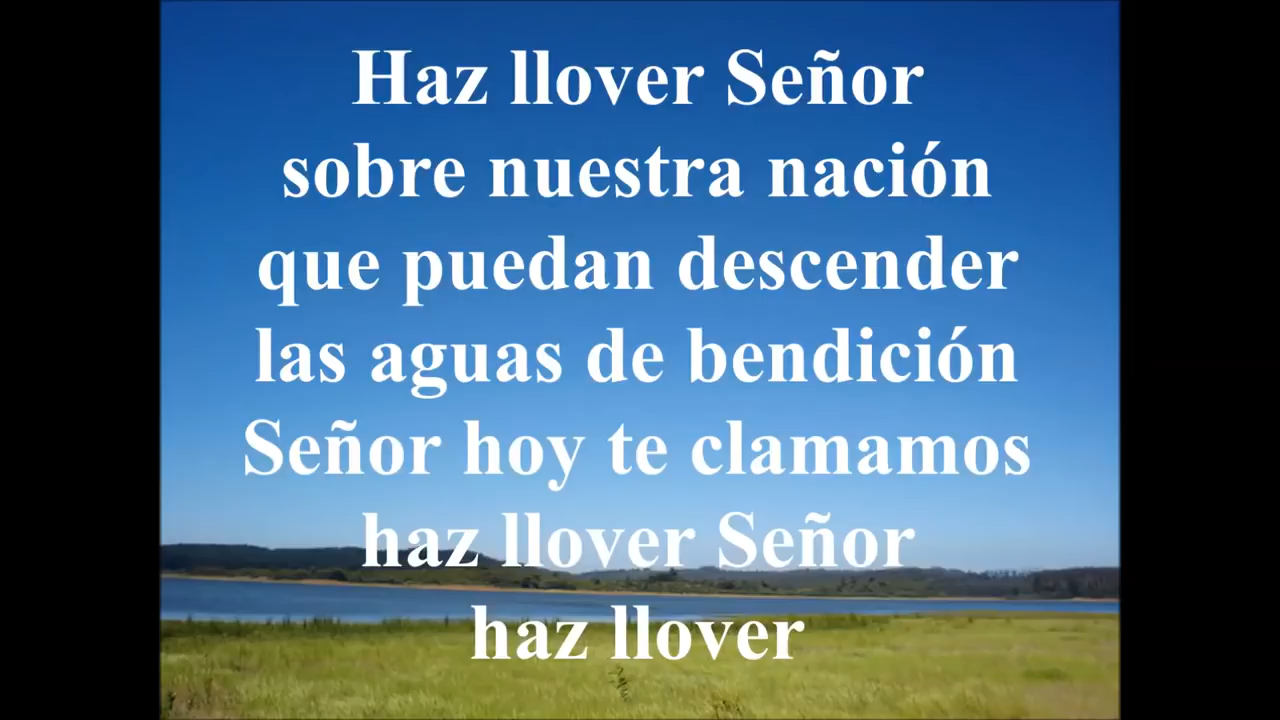 Haz llover Señor
sobre nuestra nación
que puedan descender
las aguas de bendición
Señor hoy te clamamos
haz llover Señor
haz llover